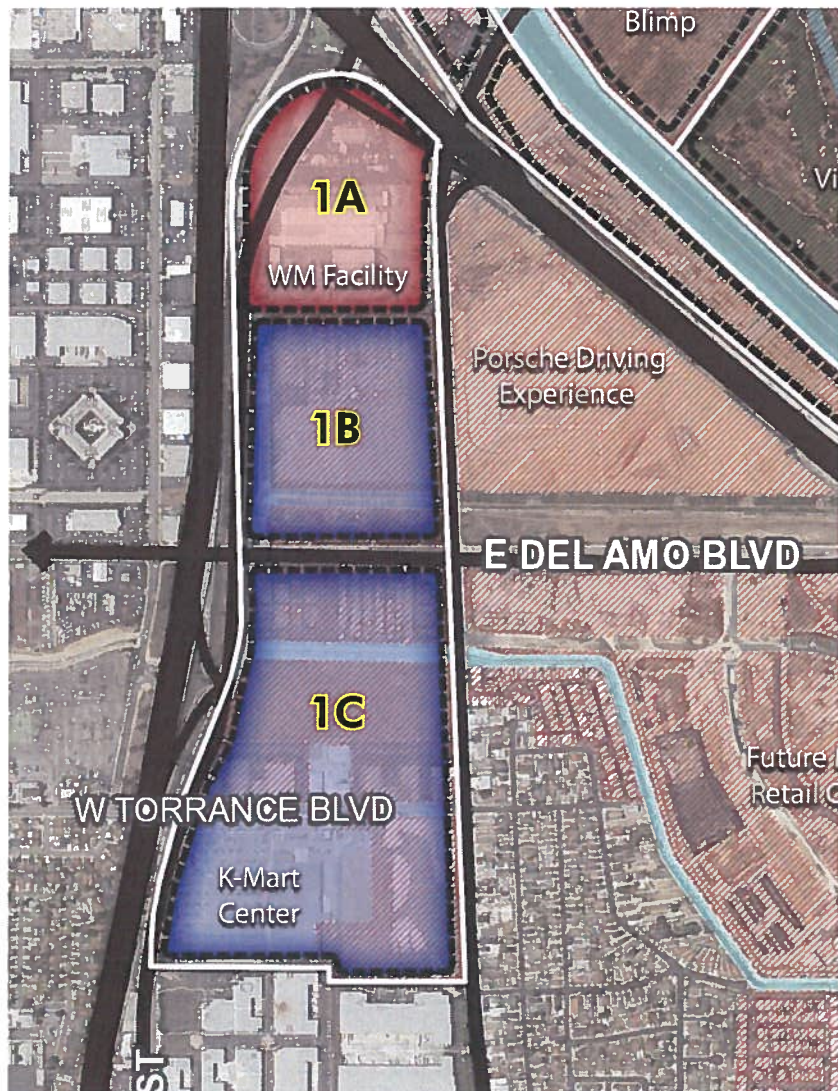 Blimp
Vi
1A
WM Facility
Porsche Driving
Experience
1B
E DEL AMO BLVD
1C
Future
Retail C
W TORRANCE BLVD
K-Mart
Center
ST